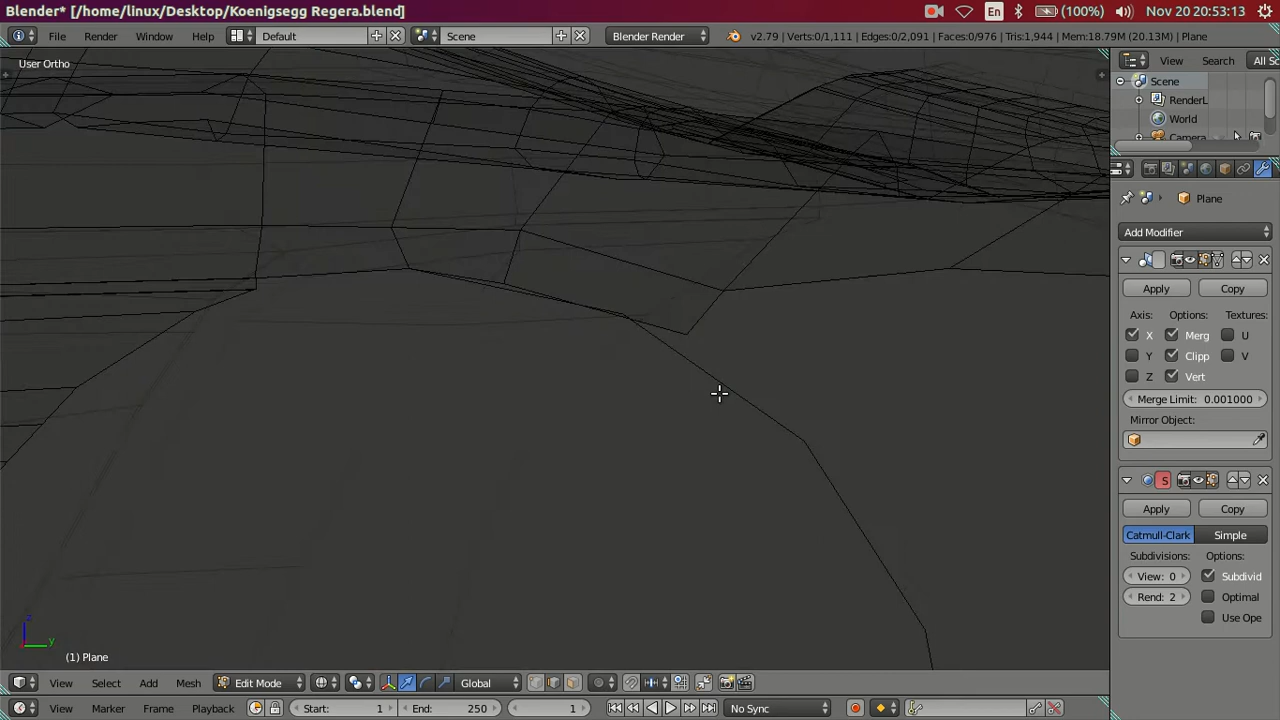 Blender* [/home/linux/Desktop/Koenigsegg Regera.blend]
En (100%) Nov 20 20:53:13
File Render Window Help Default Scene Blender Render v2.79 | Verts:0/1,111 | Edges:0/2,091 | Faces:0/976 | Tris:1,944 | Mem:18.79M (20.13M) | Plane
User Ortho
View Search All Sc
Scene
RenderL
World
Camera
Plane
Add Modifier
Apply Copy
Axis: Options: Textures:
X Merg U
Y Clipp V
Z Vert
Merge Limit: 0.001000
Mirror Object:
S
Apply Copy
Catmull-Clark Simple
Subdivisions: Options:
View: 0 Subdivid
Rend: 2 Optimal
Use Ope
z
y
(1) Plane
View Select Add Mesh Edit Mode Global
View Marker Frame Playback Start: 1 End: 250 1 No Sync